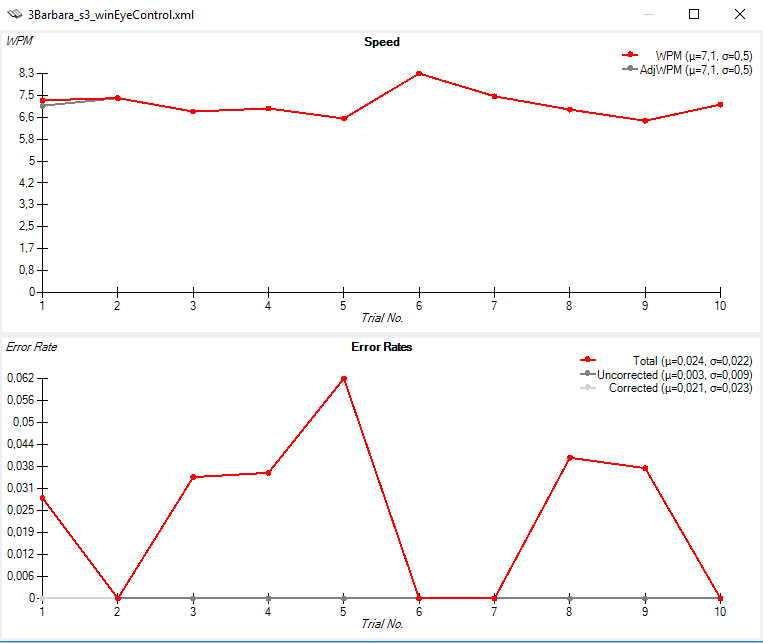 3Barbara_s3_winEyeControl.xml
WPM
Speed
WPM (µ=7,1, σ=0,5)
AdjWPM (µ=7,1, σ=0,5)
8,3
7,5
6,6
5,8
5
4,2
3,3
2,5
1,7
0,8
0
1 2 3 4 5 6 7 8 9 10
Trial No.
Error Rate
Error Rates
Total (µ=0,024, σ=0,022)
Uncorrected (µ=0,003, σ=0,009)
Corrected (µ=0,021, σ=0,023)
0,062
0,056
0,05
0,044
0,038
0,031
0,025
0,019
0,012
0,006
0
1 2 3 4 5 6 7 8 9 10
Trial No.